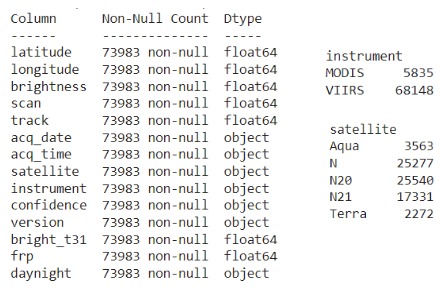 Column Non-Null Count Dtype
------ -------------- -----
latitude 73983 non-null float64
longitude 73983 non-null float64
brightness 73983 non-null float64
scan 73983 non-null float64
track 73983 non-null float64
acq_date 73983 non-null object
acq_time 73983 non-null object
satellite 73983 non-null object
instrument 73983 non-null object
confidence 73983 non-null object
version 73983 non-null object
bright_t31 73983 non-null float64
frp 73983 non-null float64
daynight 73983 non-null object
instrument
MODIS 5835
VIIRS 68148
satellite
Aqua 3563
N 25277
N20 25540
N21 17331
Terra 2272